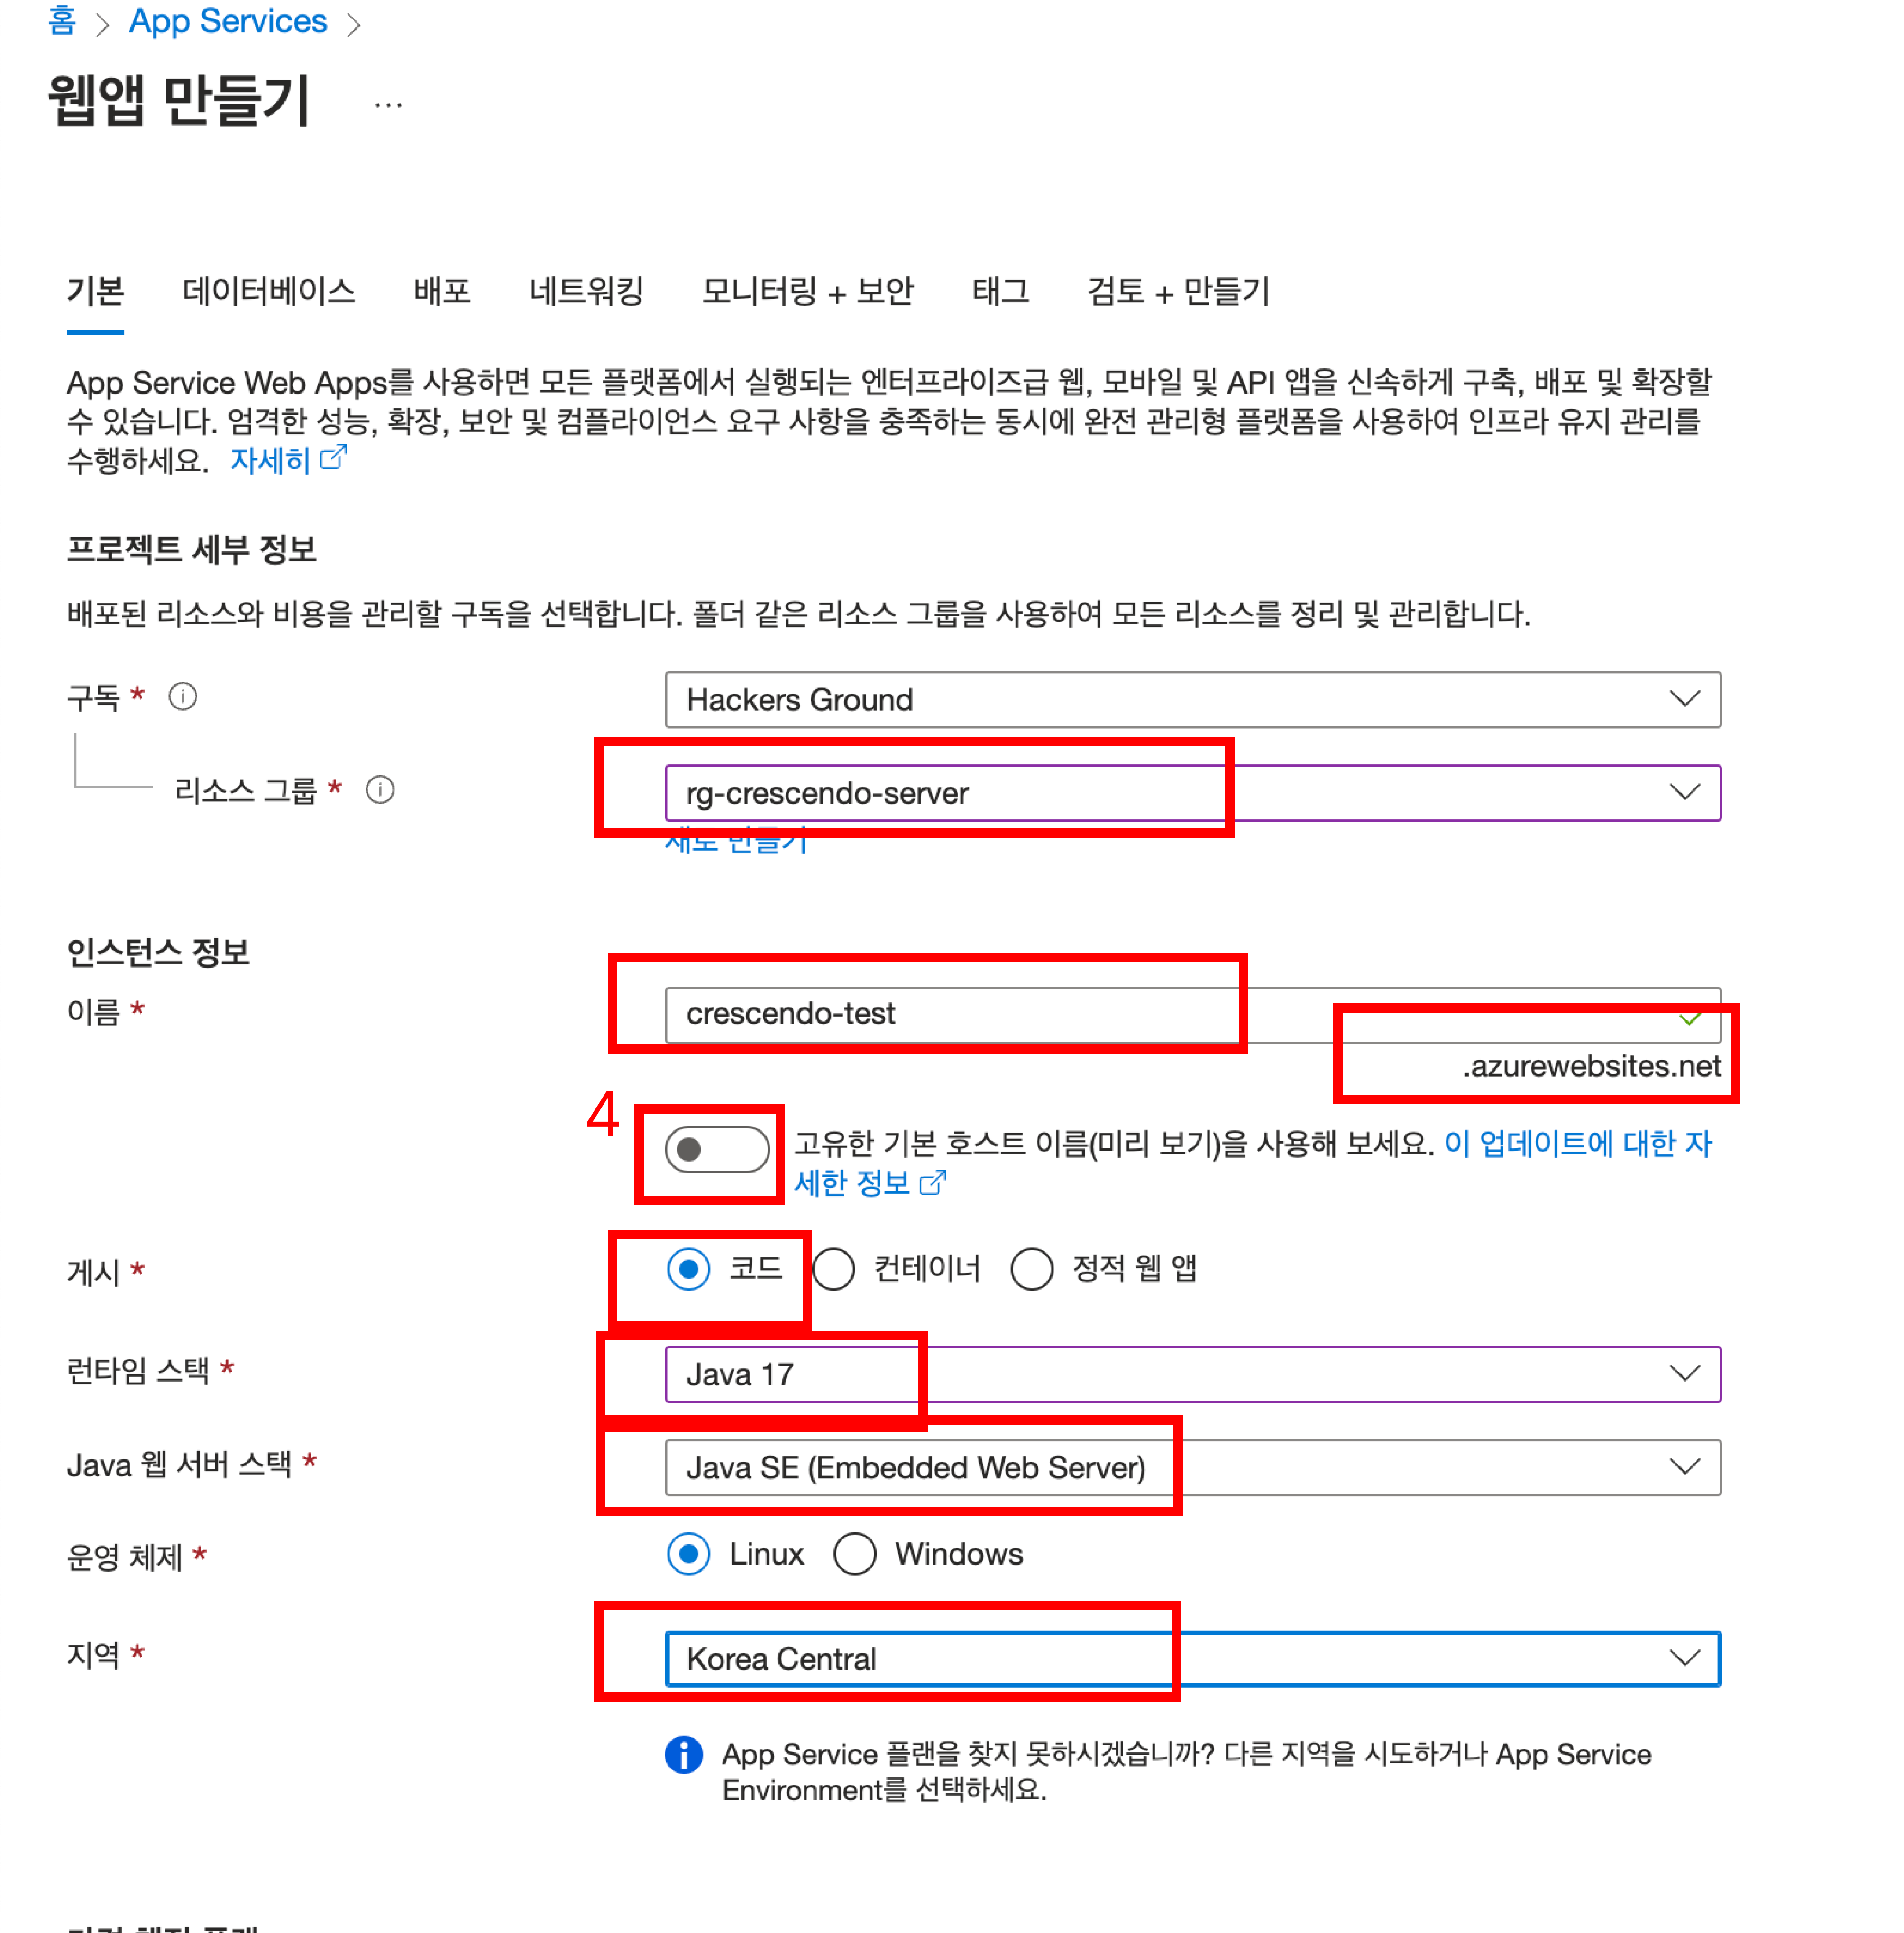 홈 > App Services >
웹앱 만들기 ...
기본 데이터베이스 배포 네트워킹 모니터링 + 보안 태그 검토 + 만들기
App Service Web Apps를 사용하면 모든 플랫폼에서 실행되는 엔터프라이즈급 웹, 모바일 및 API 앱을 신속하게 구축, 배포 및 확장할
수 있습니다. 엄격한 성능, 확장, 보안 및 컴플라이언스 요구 사항을 충족하는 동시에 완전 관리형 플랫폼을 사용하여 인프라 유지 관리를
수행하세요. 자세히
프로젝트 세부 정보
배포된 리소스와 비용을 관리할 구독을 선택합니다. 폴더 같은 리소스 그룹을 사용하여 모든 리소스를 정리 및 관리합니다.
구독 * Hackers Ground
리소스 그룹 * rg-crescendo-server
새로 만들기
인스턴스 정보
이름 * crescendo-test
.azurewebsites.net
4
고유한 기본 호스트 이름(미리 보기)을 사용해 보세요. 이 업데이트에 대한 자
세한 정보
게시 * 코드 컨테이너 정적 웹 앱
런타임 스택 * Java 17
Java 웹 서버 스택 * Java SE (Embedded Web Server)
운영 체제 * Linux Windows
지역 * Korea Central
App Service 플랜을 찾지 못하시겠습니까? 다른 지역을 시도하거나 App Service
Environment를 선택하세요.